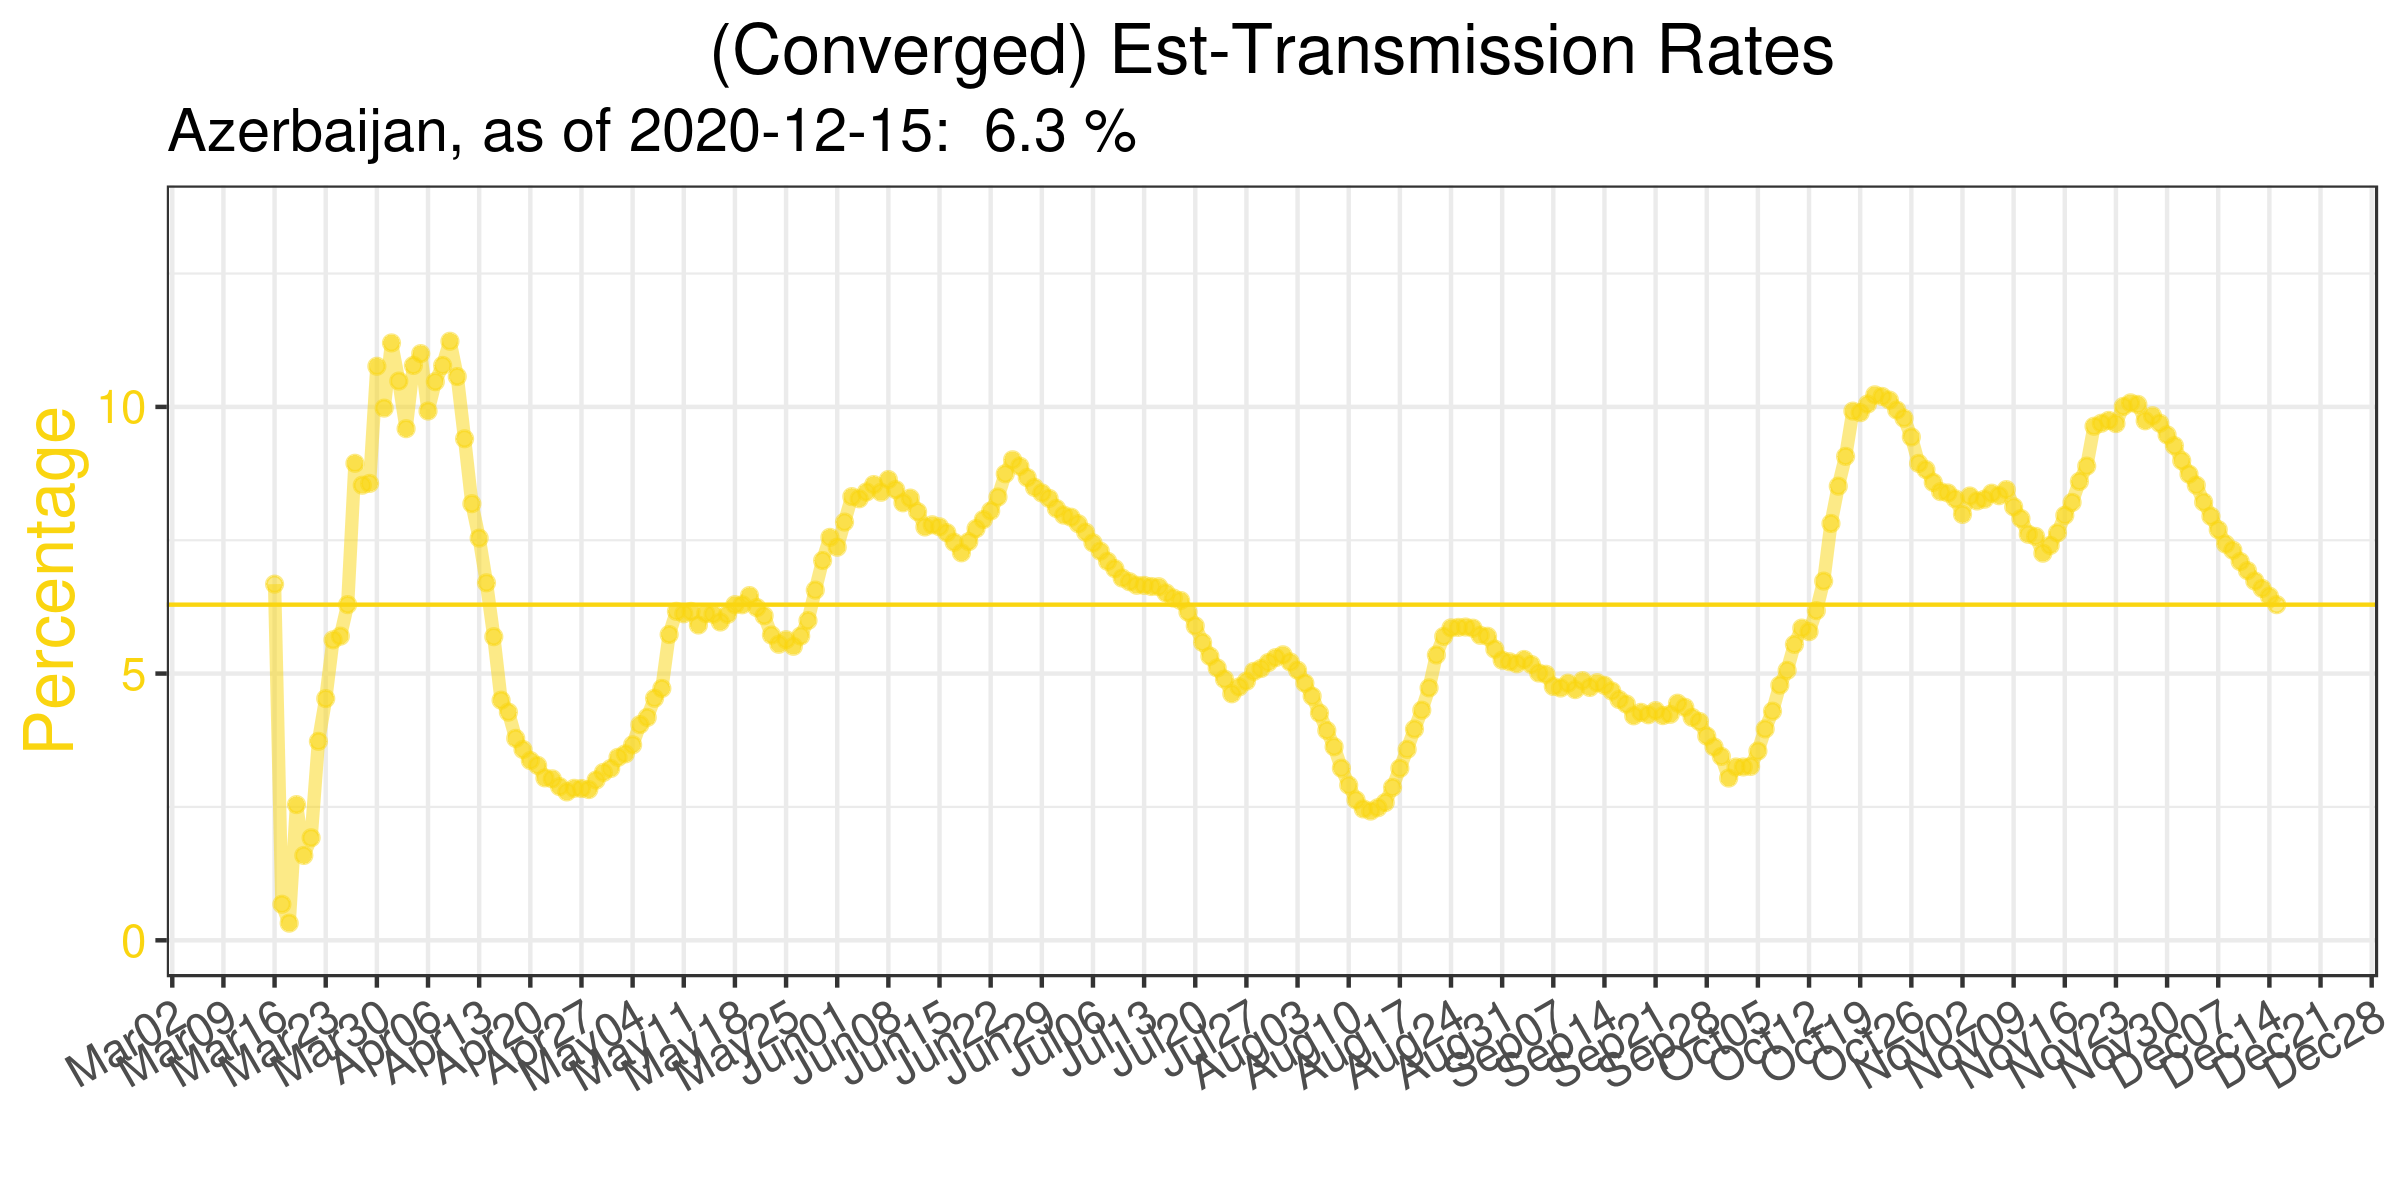 (Converged) Est-Transmission Rates
Azerbaijan, as of 2020-12-15:  6.3 %
Percentage
10
5
0
Mar02
Mar09
Mar16
Mar23
Mar30
Apr06
Apr13
Apr20
Apr27
May04
May11
May18
May25
Jun01
Jun08
Jun15
Jun22
Jun29
Jul06
Jul13
Jul20
Jul27
Aug03
Aug10
Aug17
Aug24
Aug31
Sep07
Sep14
Sep21
Sep28
Oct05
Oct12
Oct19
Oct26
Nov02
Nov09
Nov16
Nov23
Nov30
Dec07
Dec14
Dec21
Dec28